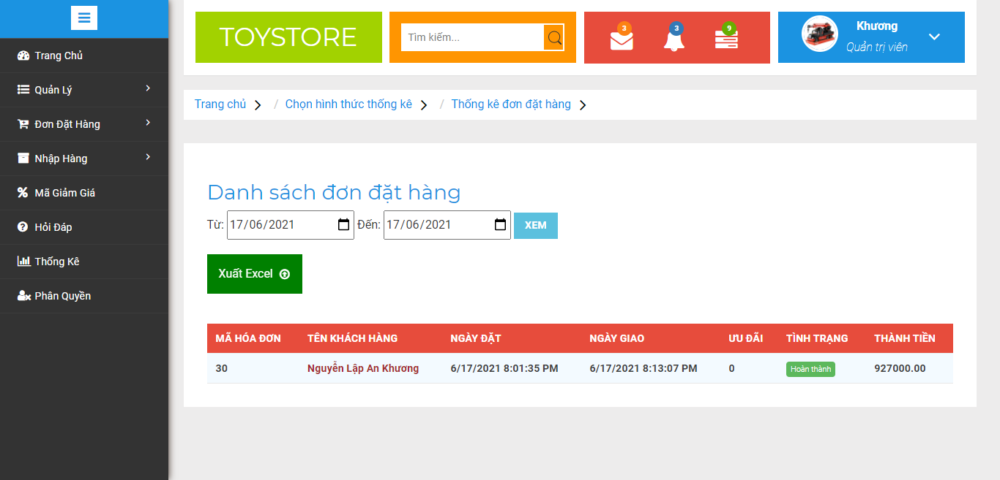 TOYSTORE
Tìm kiếm...
3
3
9
Khương
Quản trị viên
Trang Chủ
Quản Lý
Đơn Đặt Hàng
Nhập Hàng
Mã Giảm Giá
Hỏi Đáp
Thống Kê
Phân Quyền
Trang chủ / Chọn hình thức thống kê / Thống kê đơn đặt hàng
Danh sách đơn đặt hàng
Từ: 17/06/2021 Đến: 17/06/2021 XEM
Xuất Excel
MÃ HÓA ĐƠN TÊN KHÁCH HÀNG NGÀY ĐẶT NGÀY GIAO ƯU ĐÃI TÌNH TRẠNG THÀNH TIỀN
30 Nguyễn Lập An Khương 6/17/2021 8:01:35 PM 6/17/2021 8:13:07 PM 0 Hoàn thành 927000.00